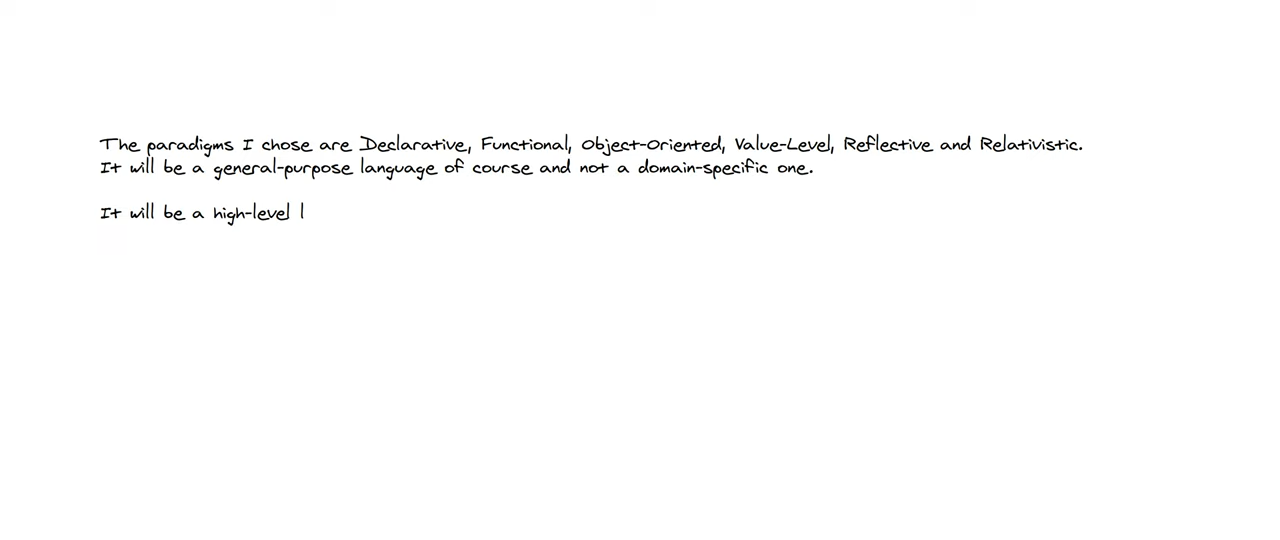 The paradigms I chose are Declarative, Functional, Object-Oriented, Value-Level, Reflective and Relativistic.
It will be a general-purpose language of course and not a domain-specific one.
It will be a high-level l